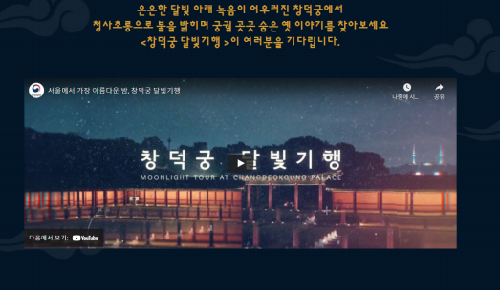 은은한 달빛 아래 녹음이 어우러진 창덕궁에서
청사초롱으로 불을 밝히며 궁궐 곳곳 숨은 옛 이야기를 찾아보세요
<창덕궁 달빛기행 >이 여러분을 기다립니다.
서울에서 가장 아름다운 밤, 창덕궁 달빛기행
나중에 시...
공유
창덕궁 달빛기행
MOONLIGHT TOUR AT CHANGDEOKGUNG PALACE
다음에서 보기:
YouTube